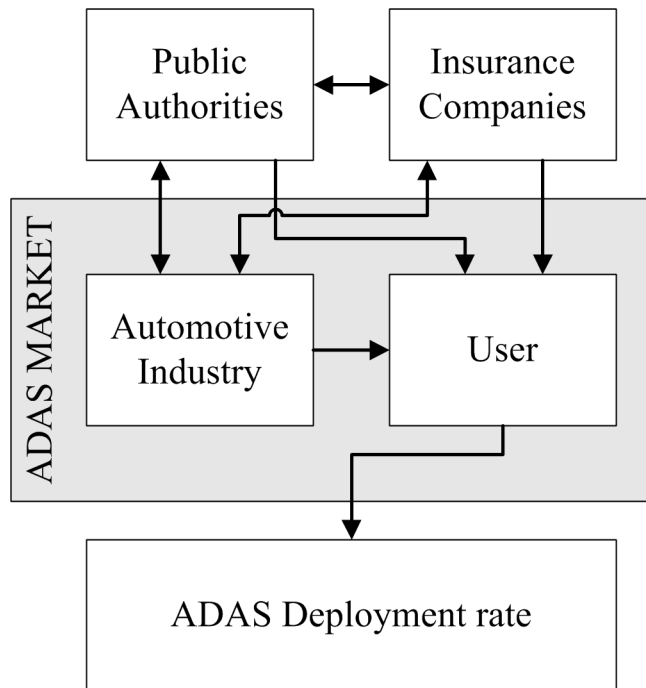 Public
Authorities
Insurance
Companies
ADAS MARKET
Automotive
Industry
User
ADAS Deployment rate